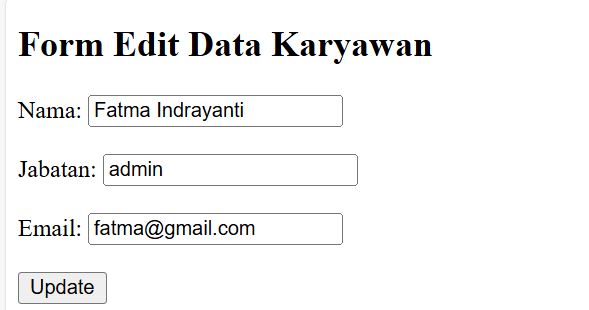 Form Edit Data Karyawan
Nama: Fatma Indrayanti
Jabatan: admin
Email: fatma@gmail.com
Update